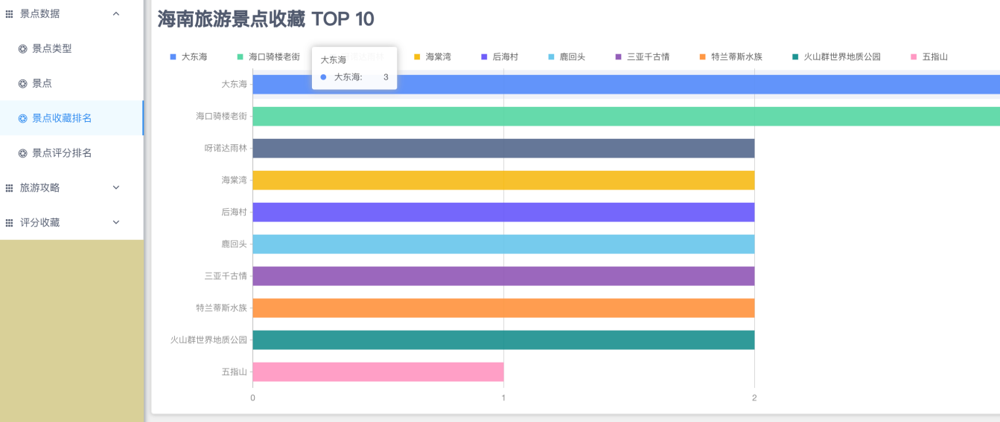 景点数据
景点类型
景点
景点收藏排名
景点评分排名
旅游攻略
评分收藏
海南旅游景点收藏 TOP 10
大东海 海口骑楼老街 海棠湾 后海村 鹿回头 三亚千古情 特兰蒂斯水族 火山群世界地质公园 五指山
大东海
大东海: 3
大东海
海口骑楼老街
呀诺达雨林
海棠湾
后海村
鹿回头
三亚千古情
特兰蒂斯水族
火山群世界地质公园
五指山
0 1 2